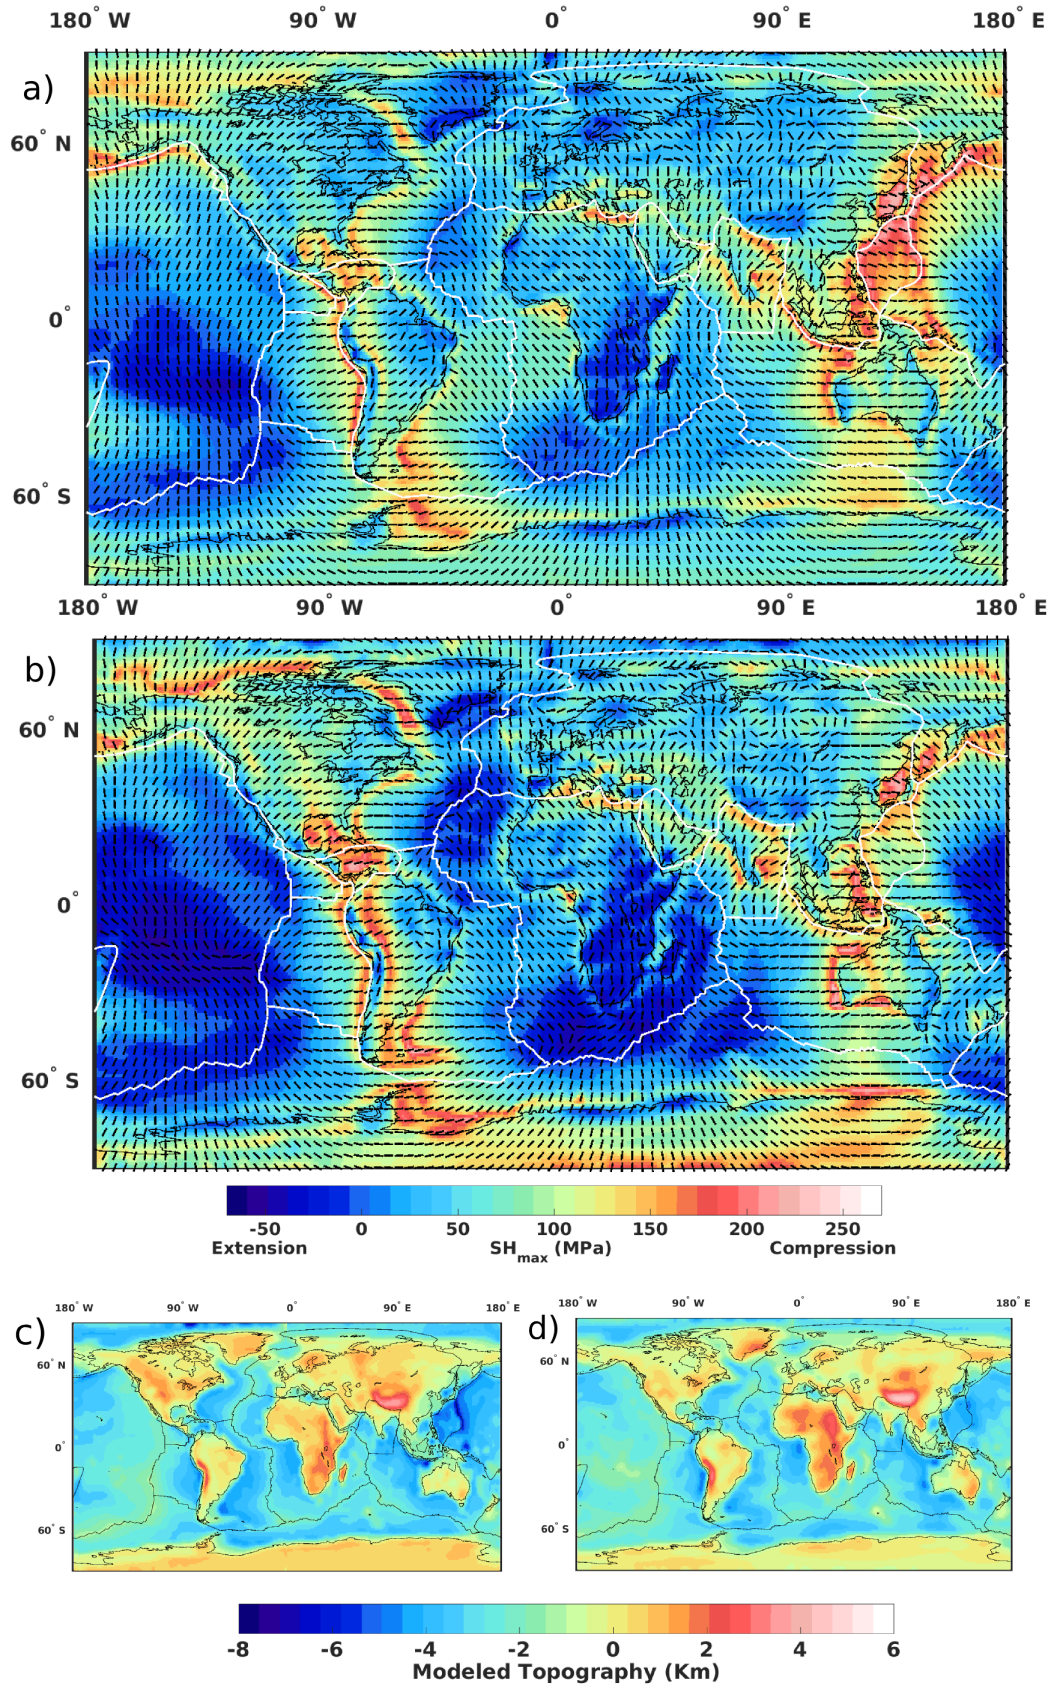 180° W 90° W 0° 90° E 180° E
a)
60° N
0°
60° S
180° W 90° W 0° 90° E 180° E
b)
60° N
0°
60° S
-50 0 50 100 150 200 250
Extension SHmax (MPa) Compression
180° W 90° W 0° 90° E 180° E
c)
60° N
0°
60° S
180° W 90° W 0° 90° E 180° E
d)
60° N
0°
60° S
-8 -6 -4 -2 0 2 4 6
Modeled Topography (Km)